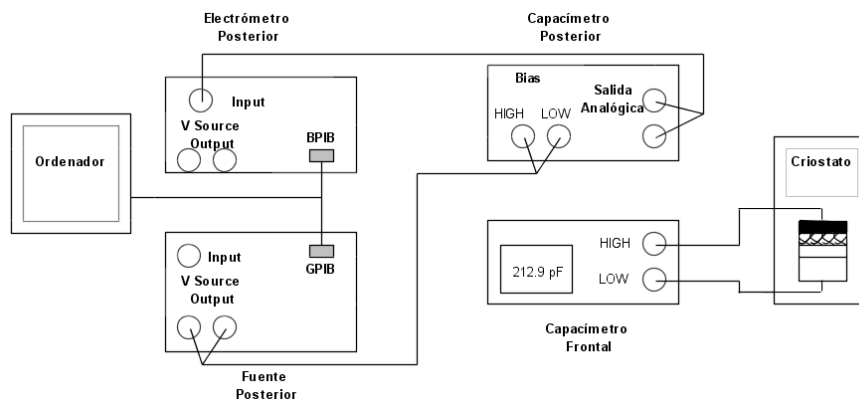 Electrómetro
Posterior
Capacímetro
Posterior
Input
V Source
Output
BPIB
Bias
HIGH LOW
Salida
Analógica
Ordenador
Criostato
Input
GPIB
V Source
Output
212.9 pF
HIGH
LOW
Capacímetro
Frontal
Fuente
Posterior